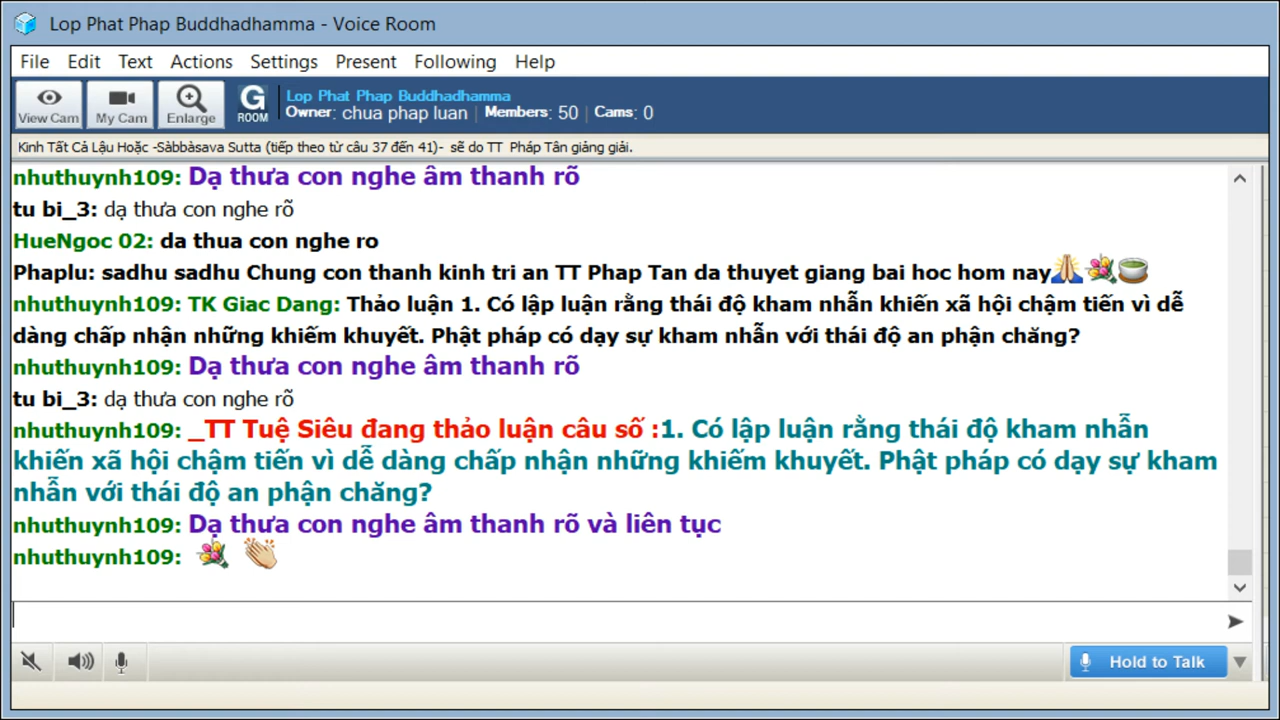 Lop Phat Phap Buddhadhamma - Voice Room
File Edit Text Actions Settings Present Following Help
View Cam My Cam Enlarge G ROOM Lop Phat Phap Buddhadhamma
Owner: chua phap luan | Members: 50 | Cams: 0
Kinh Tất Cả Lậu Hoặc -Sàbbàsava Sutta (tiếp theo từ câu 37 đến 41)- sẽ do TT Pháp Tân giảng giải.
nhuthuynh109: Dạ thưa con nghe âm thanh rõ
tu bi_3: dạ thưa con nghe rõ
HueNgoc 02: da thua con nghe ro
Phaplu: sadhu sadhu Chung con thanh kinh tri an TT Phap Tan da thuyet giang bai hoc hom nay
nhuthuynh109: TK Giac Dang: Thảo luận 1. Có lập luận rằng thái độ kham nhẫn khiến xã hội chậm tiến vì dễ
dàng chấp nhận những khiếm khuyết. Phật pháp có dạy sự kham nhẫn với thái độ an phận chăng?
nhuthuynh109: Dạ thưa con nghe âm thanh rõ
tu bi_3: dạ thưa con nghe rõ
nhuthuynh109: _TT Tuệ Siêu đang thảo luận câu số :1. Có lập luận rằng thái độ kham nhẫn
khiến xã hội chậm tiến vì dễ dàng chấp nhận những khiếm khuyết. Phật pháp có dạy sự kham
nhẫn với thái độ an phận chăng?
nhuthuynh109: Dạ thưa con nghe âm thanh rõ và liên tục
nhuthuynh109:
Hold to Talk